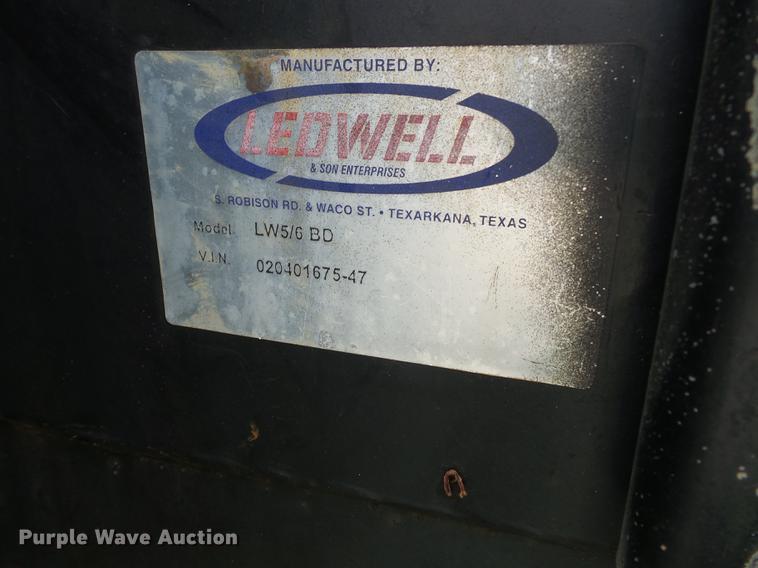 MANUFACTURED BY:
LEDWELL
& SON ENTERPRISES
S. ROBISON RD. & WACO ST. • TEXARKANA, TEXAS
Model LW5/6 BD
V.I.N. 020401675-47
Purple Wave Auction